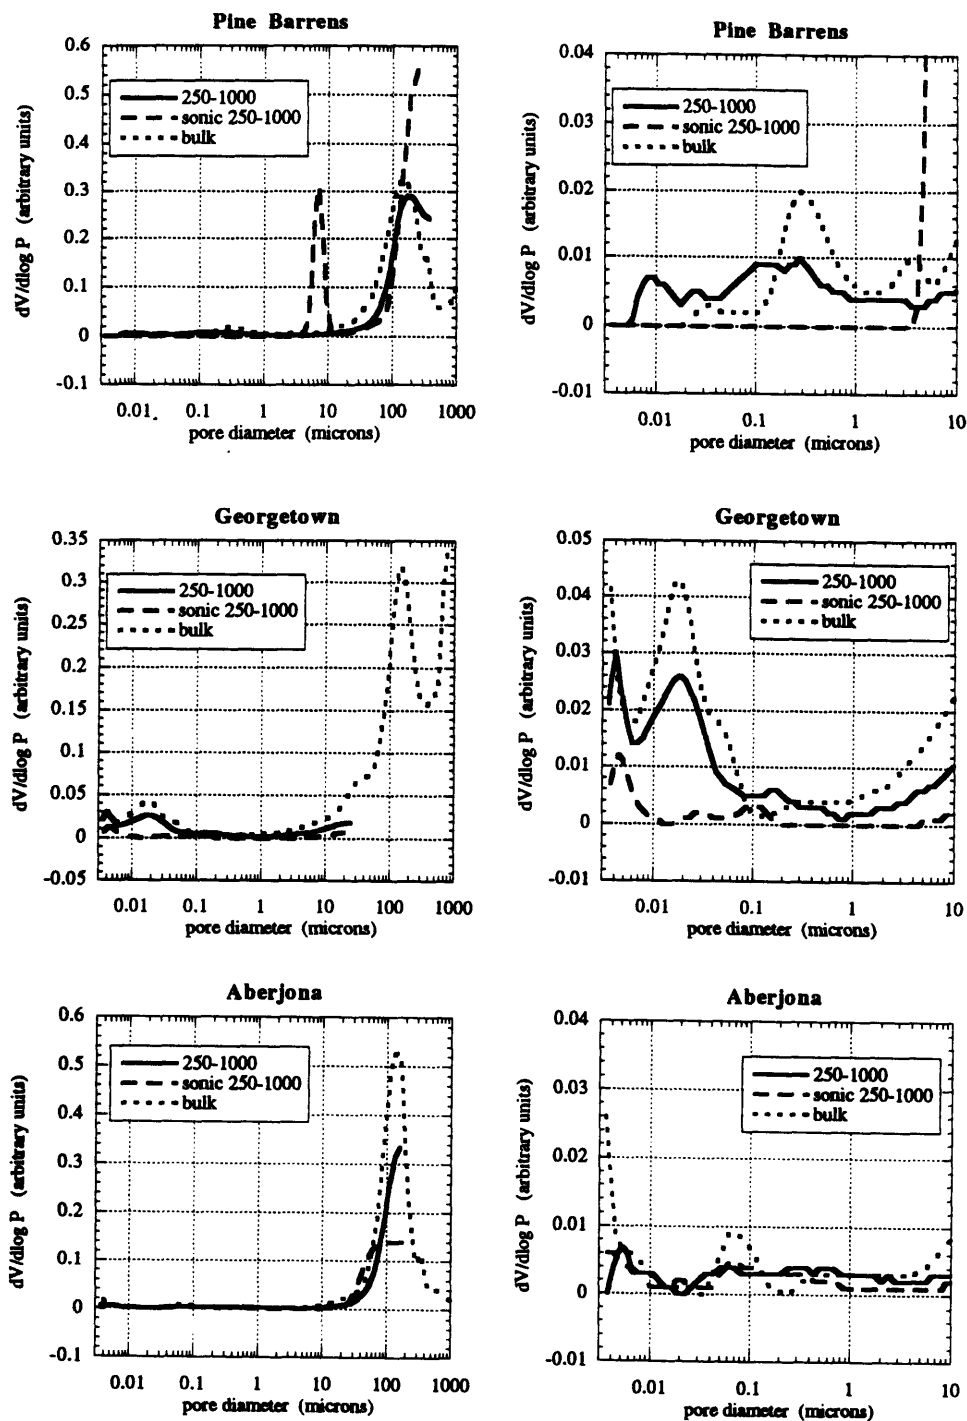 Pine Barrens
0.6
0.5
0.4
0.3
0.2
0.1
0
-0.1
dV/dlog P (arbitrary units)
250-1000
sonic 250-1000
bulk
0.01 0.1 1 10 100 1000
pore diameter (microns)
Pine Barrens
0.04
0.03
0.02
0.01
0
-0.01
dV/dlog P (arbitrary units)
250-1000
sonic 250-1000
bulk
0.01 0.1 1 10
pore diameter (microns)
Georgetown
0.35
0.3
0.25
0.2
0.15
0.1
0.05
0
-0.05
dV/dlog P (arbitrary units)
250-1000
sonic 250-1000
bulk
0.01 0.1 1 10 100 1000
pore diameter (microns)
Georgetown
0.05
0.04
0.03
0.02
0.01
0
-0.01
dV/dlog P (arbitrary units)
250-1000
sonic 250-1000
bulk
0.01 0.1 1 10
pore diameter (microns)
Aberjona
0.6
0.5
0.4
0.3
0.2
0.1
0
-0.1
dV/dlog P (arbitrary units)
250-1000
sonic 250-1000
bulk
0.01 0.1 1 10 100 1000
pore diameter (microns)
Aberjona
0.04
0.03
0.02
0.01
0
-0.01
dV/dlog P (arbitrary units)
250-1000
sonic 250-1000
bulk
0.01 0.1 1 10
pore diameter (microns)